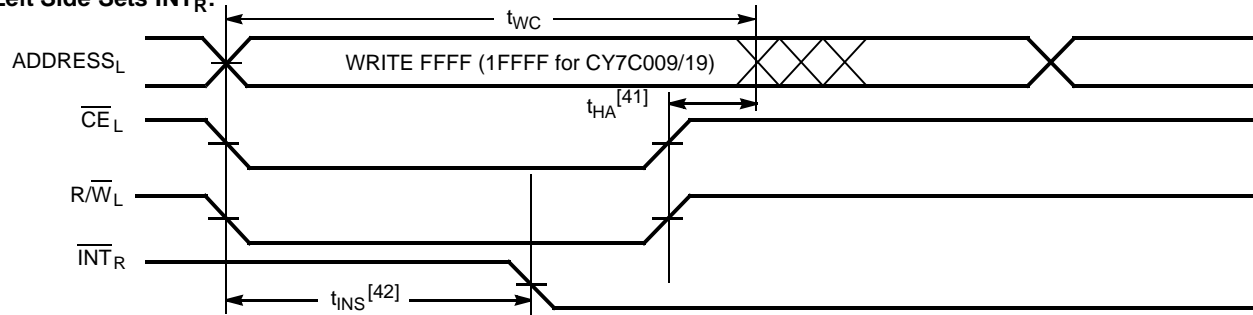 Left Side Sets INTR:
tWC
ADDRESSL
WRITE FFFF (1FFFF for CY7C009/19)
tHA[41]
CEL
R/WL
INTR
tINS[42]